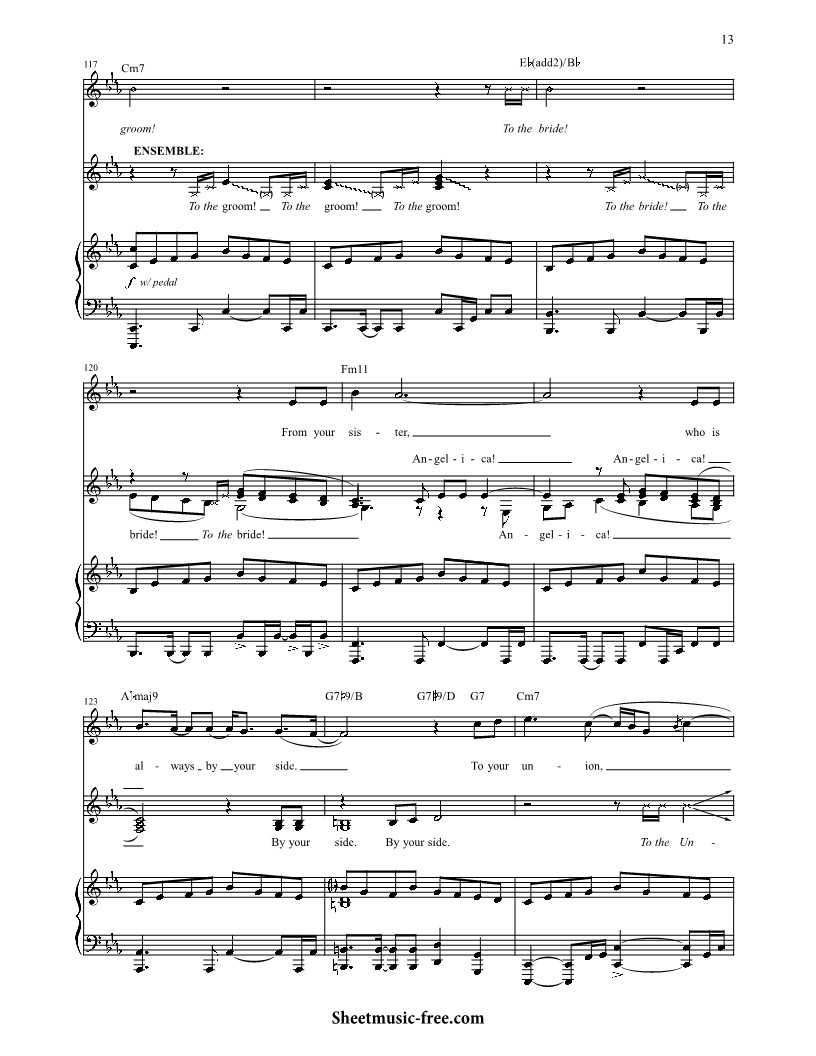 13
117
Cm7
E♭(add2)/B♭
groom! To the bride!
ENSEMBLE:
To the groom! To the groom! To the groom! To the bride! To the
f w/ pedal
120
Fm11
From your sis - ter, who is
An - gel - i - ca! An - gel - i - ca!
bride! To the bride! An - gel - i - ca!
123
A♭maj9
G7♭9/B
G7♭9/D
G7
Cm7
al - ways by your side. To your un - ion,
By your side. By your side. To the Un -
Sheetmusic-free.com